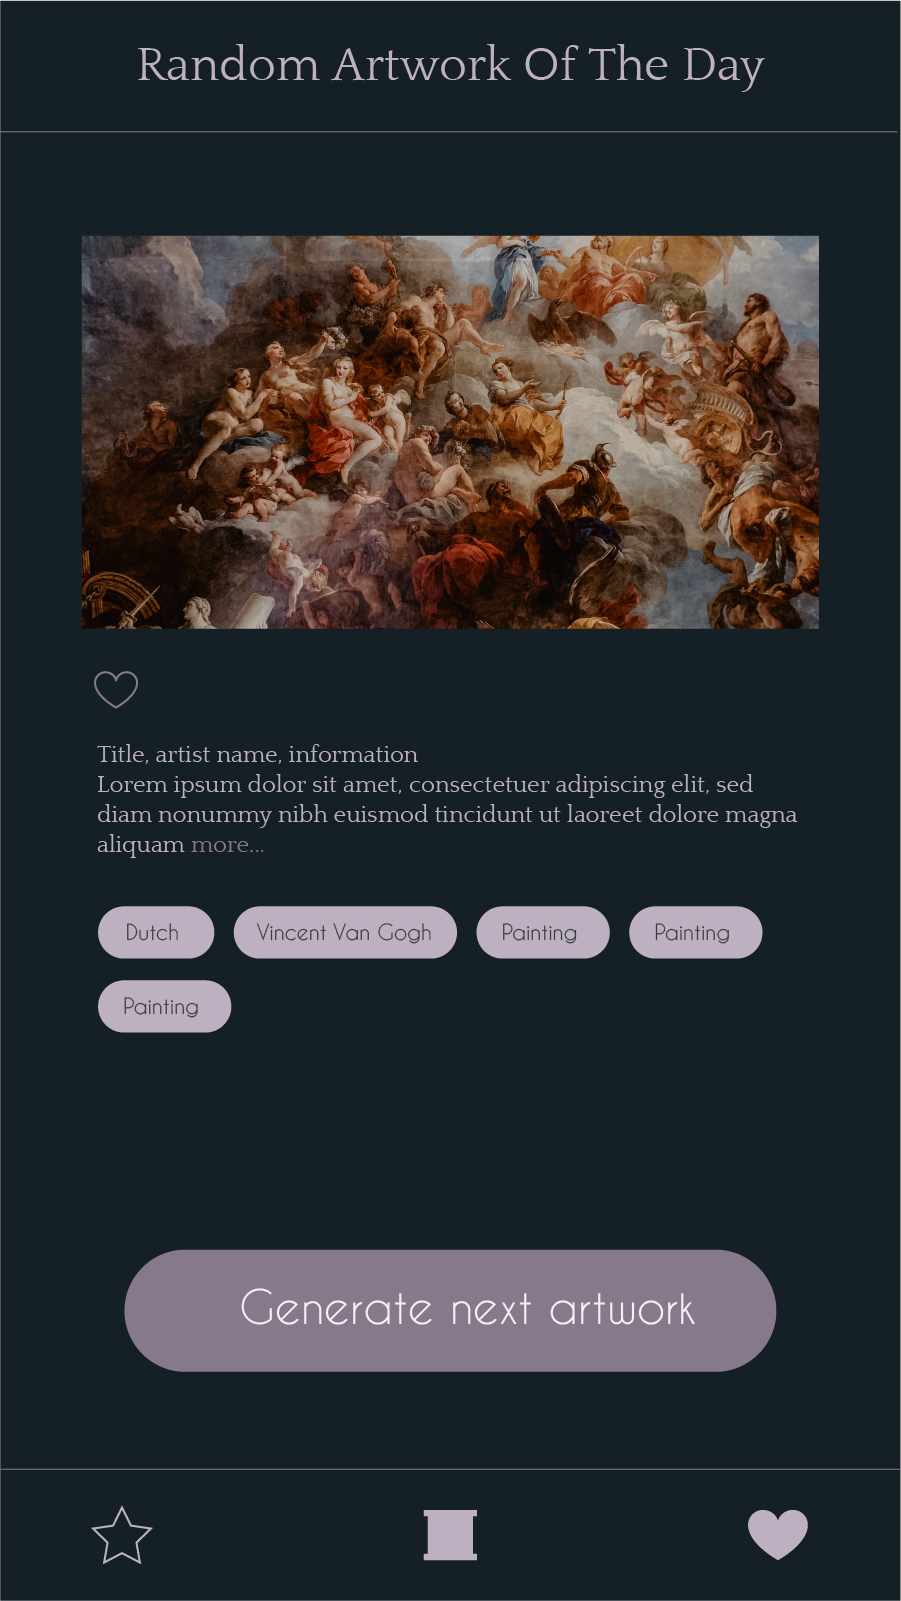 Random Artwork Of The Day
Title, artist name, information
Lorem ipsum dolor sit amet, consectetuer adipiscing elit, sed
diam nonummy nibh euismod tincidunt ut laoreet dolore magna
aliquam more...
Dutch Vincent Van Gogh Painting Painting
Painting
Generate next artwork